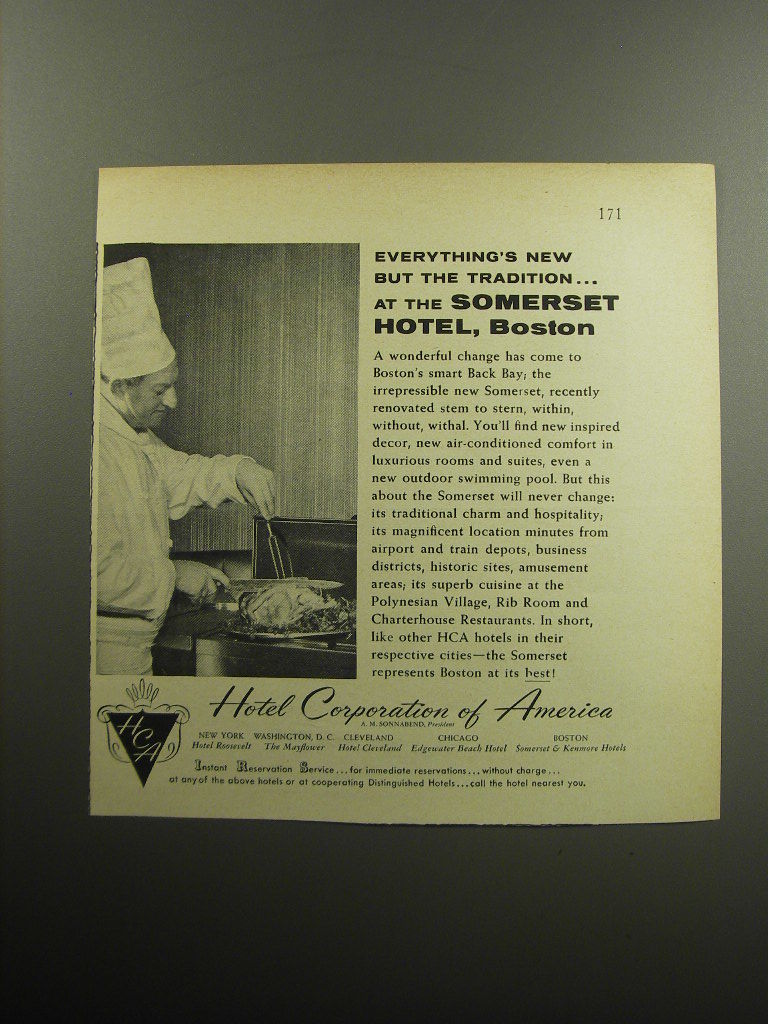 171
EVERYTHING'S NEW
BUT THE TRADITION...
AT THE SOMERSET
HOTEL, Boston
A wonderful change has come to
Boston's smart Back Bay; the
irrepressible new Somerset, recently
renovated stem to stern, within,
without, withal. You'll find new inspired
decor, new air-conditioned comfort in
luxurious rooms and suites, even a
new outdoor swimming pool. But this
about the Somerset will never change:
its traditional charm and hospitality;
its magnificent location minutes from
airport and train depots, business
districts, historic sites, amusement
areas; its superb cuisine at the
Polynesian Village, Rib Room and
Charterhouse Restaurants. In short,
like other HCA hotels in their
respective cities—the Somerset
represents Boston at its best!
HCA
Hotel Corporation of America
A. M. SONNABEND, President
NEW YORK WASHINGTON, D. C. CLEVELAND CHICAGO BOSTON
Hotel Roosevelt The Mayflower Hotel Cleveland Edgewater Beach Hotel Somerset & Kenmore Hotels
Instant Reservation Service...for immediate reservations...without charge...
at any of the above hotels or at cooperating Distinguished Hotels...call the hotel nearest you.